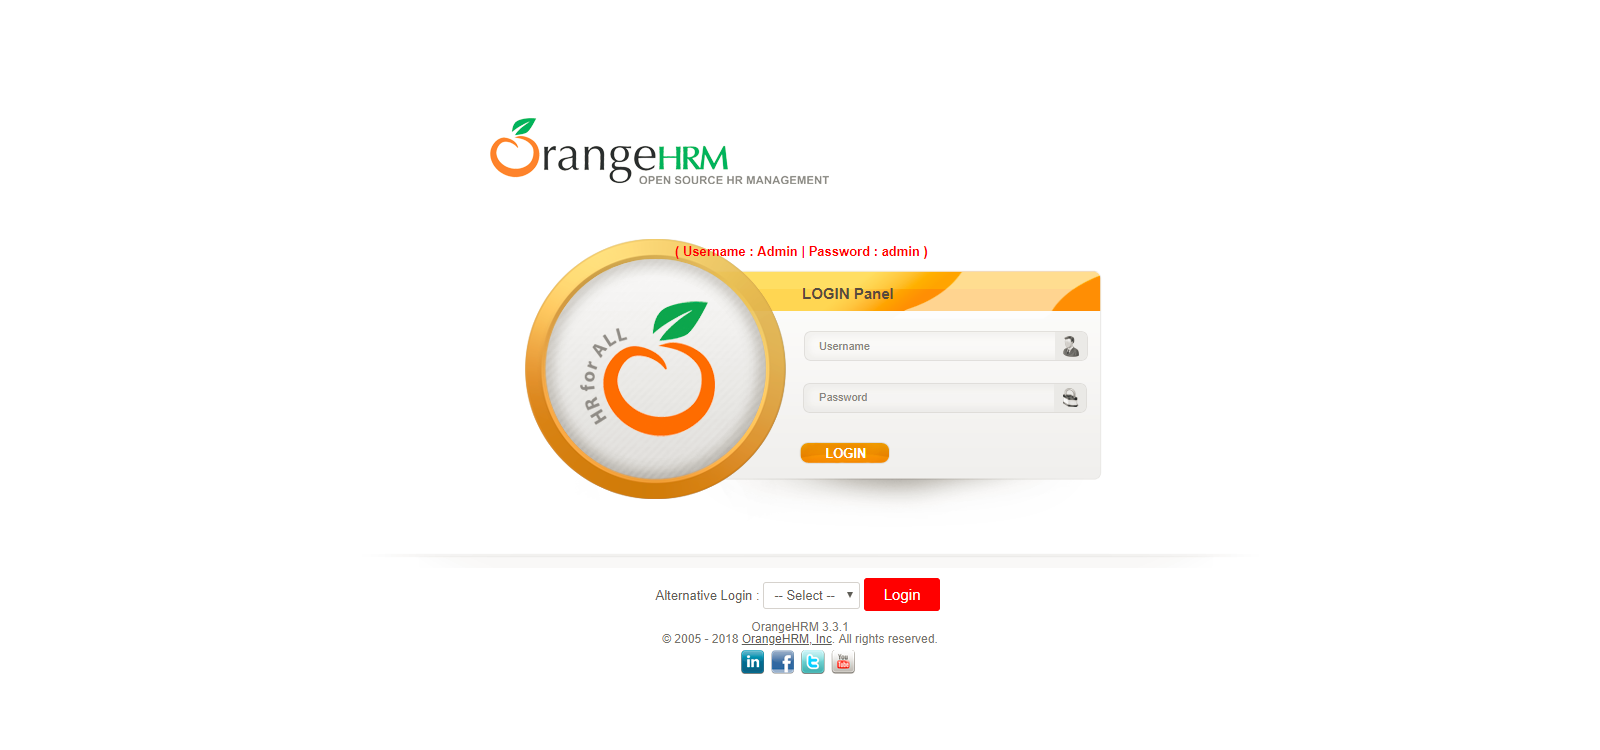 OrangeHRM
OPEN SOURCE HR MANAGEMENT
( Username : Admin | Password : admin )
HR for ALL
LOGIN Panel
Username
Password
LOGIN
Alternative Login : -- Select -- Login
OrangeHRM 3.3.1
© 2005 - 2018 OrangeHRM, Inc. All rights reserved.
in f t You Tube